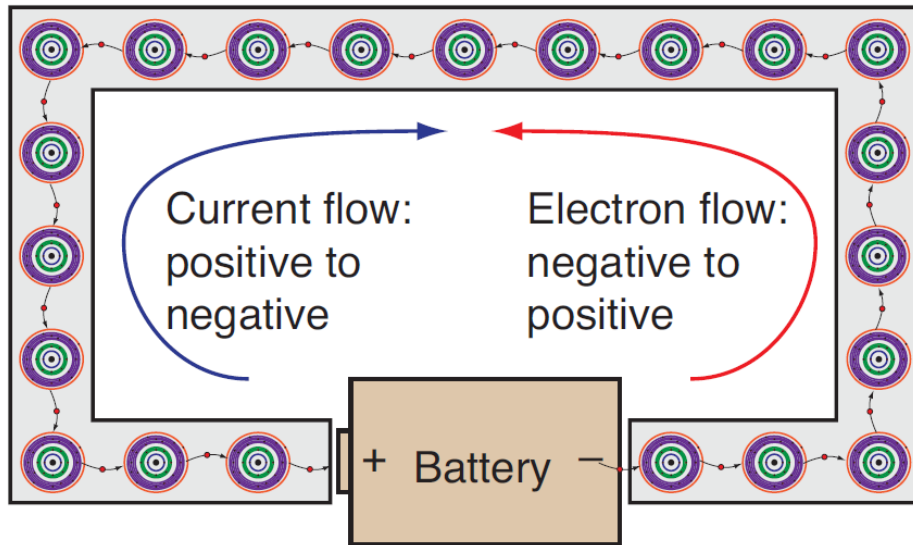 Current flow:
positive to
negative
Electron flow:
negative to
positive
+ Battery −